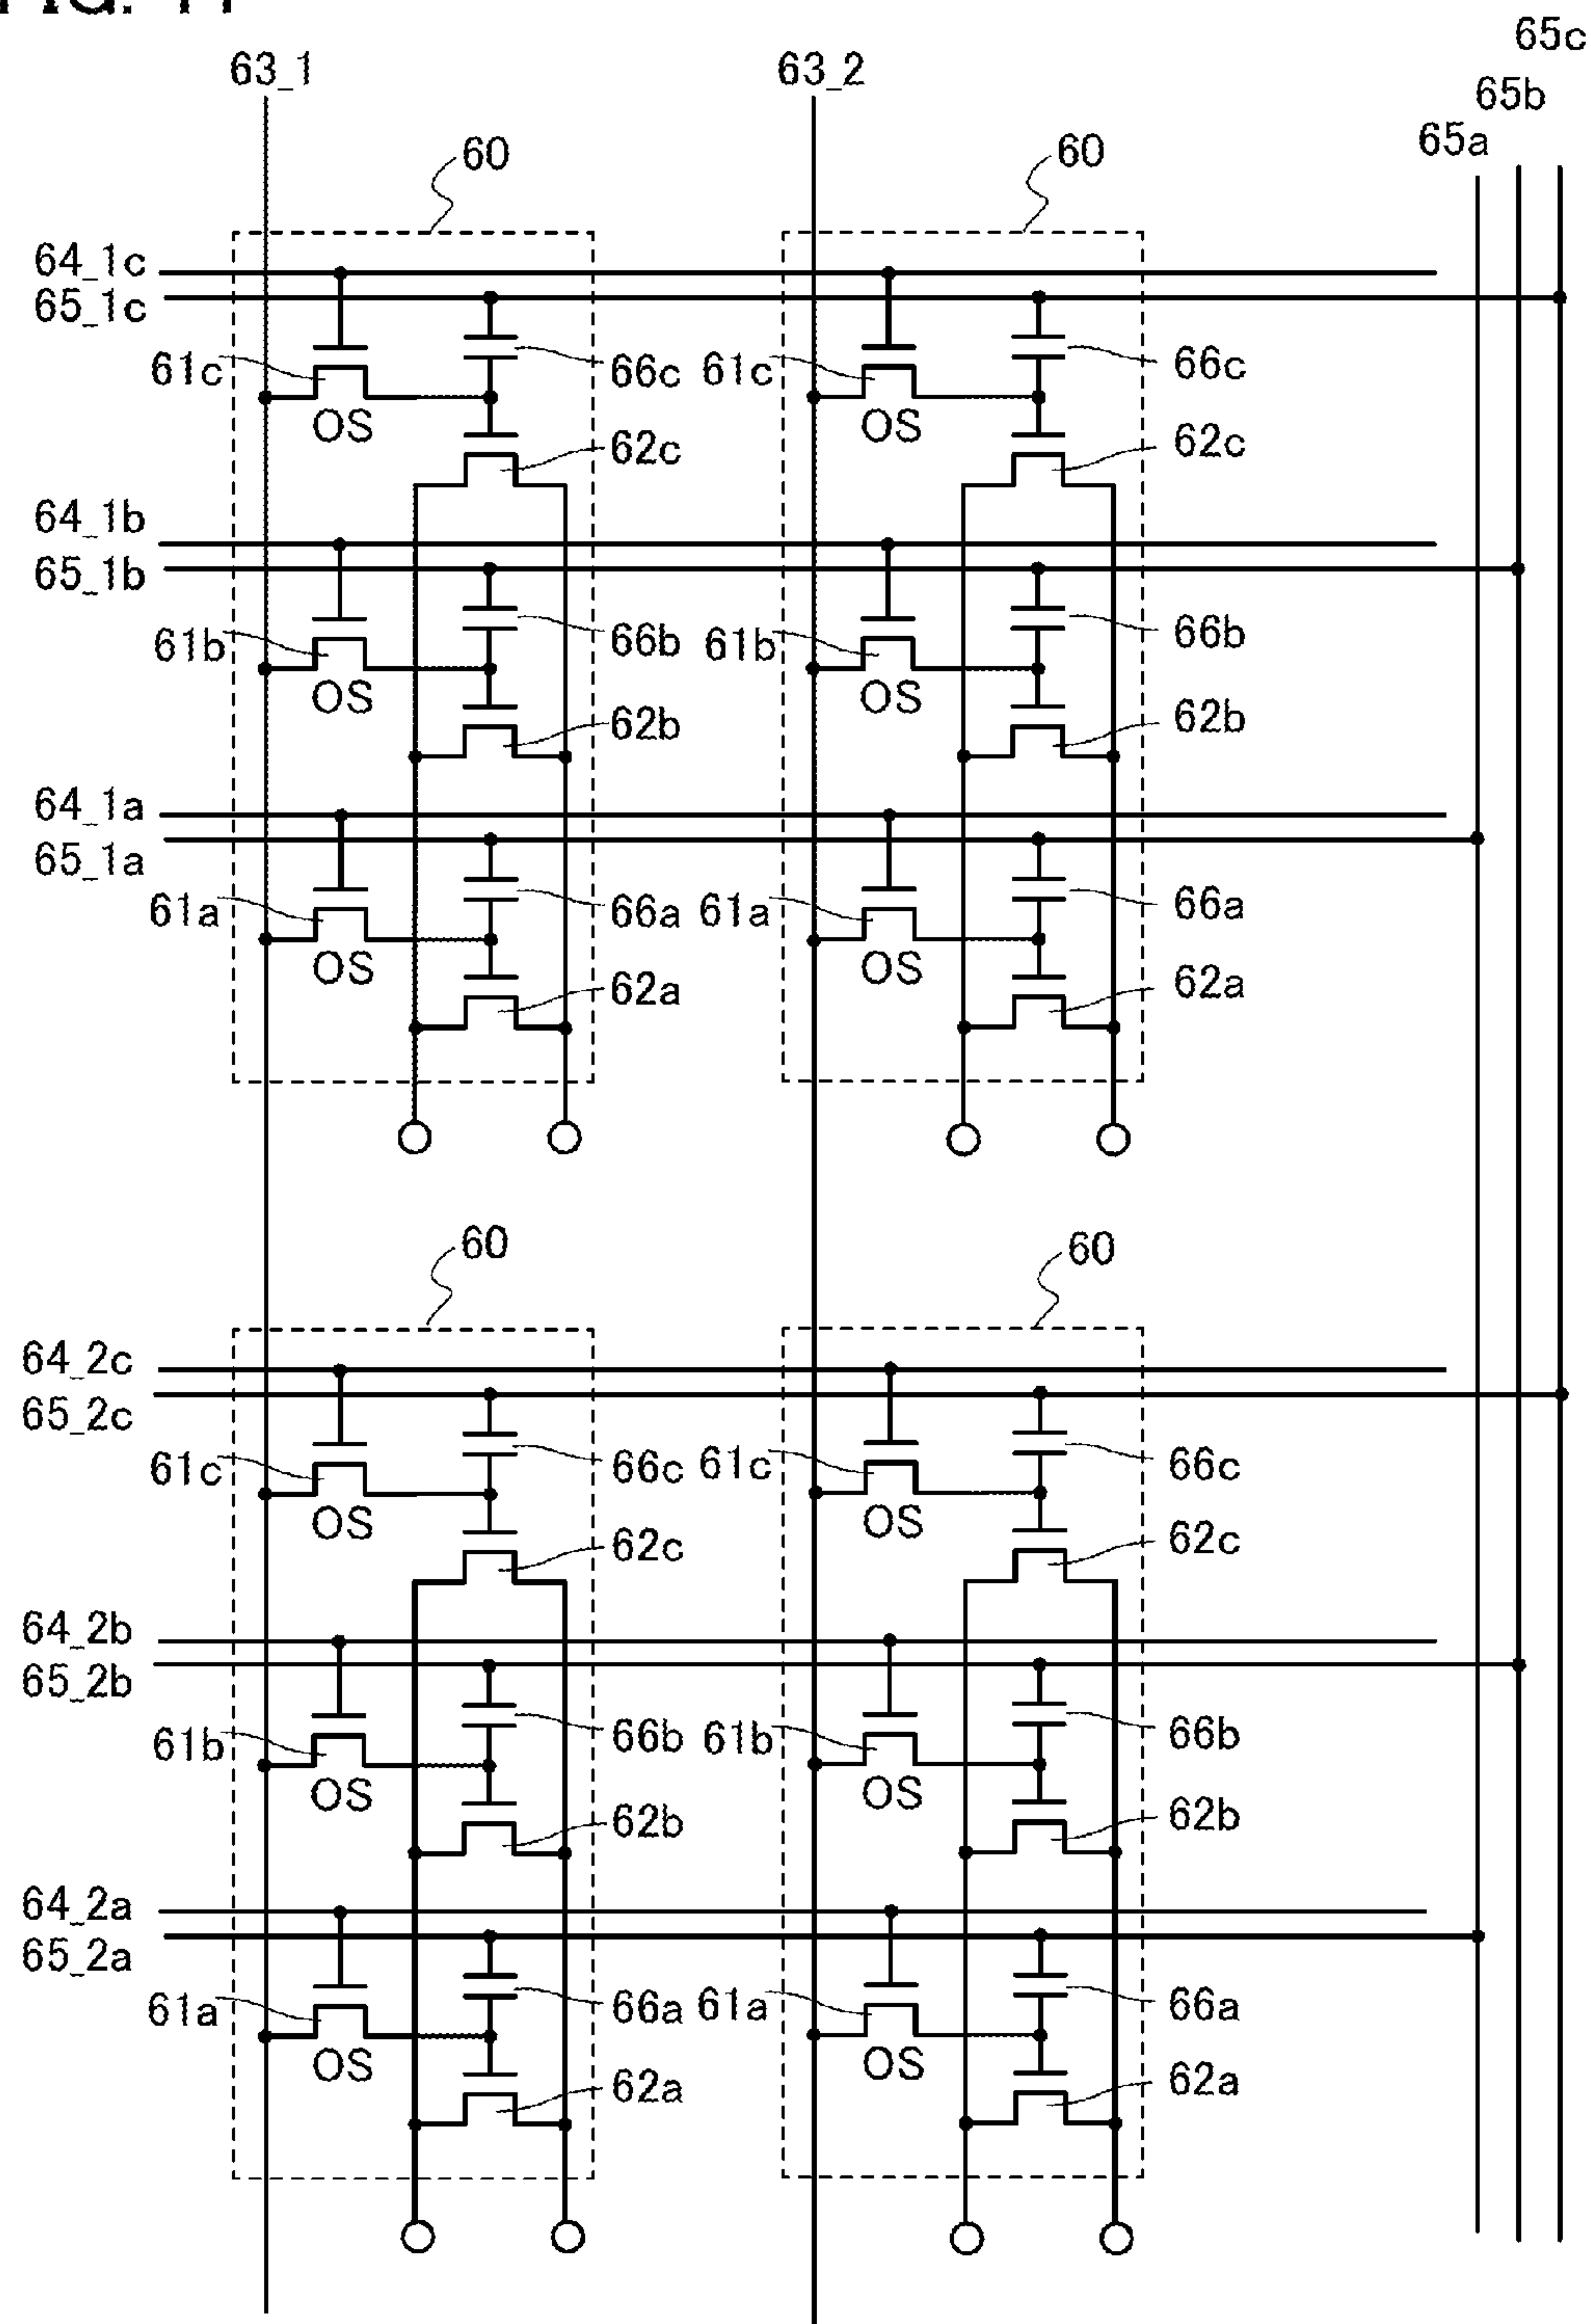 65c
63_1 63_2
65b
65a
60 60
64_1c
65_1c
61c 66c 61c 66c
OS OS
62c 62c
64_1b
65_1b
61b 66b 61b 66b
OS OS
62b 62b
64_1a
65_1a
61a 66a 61a 66a
OS OS
62a 62a
60 60
64_2c
65_2c
61c 66c 61c 66c
OS OS
62c 62c
64_2b
65_2b
61b 66b 61b 66b
OS OS
62b 62b
64_2a
65_2a
61a 66a 61a 66a
OS OS
62a 62a